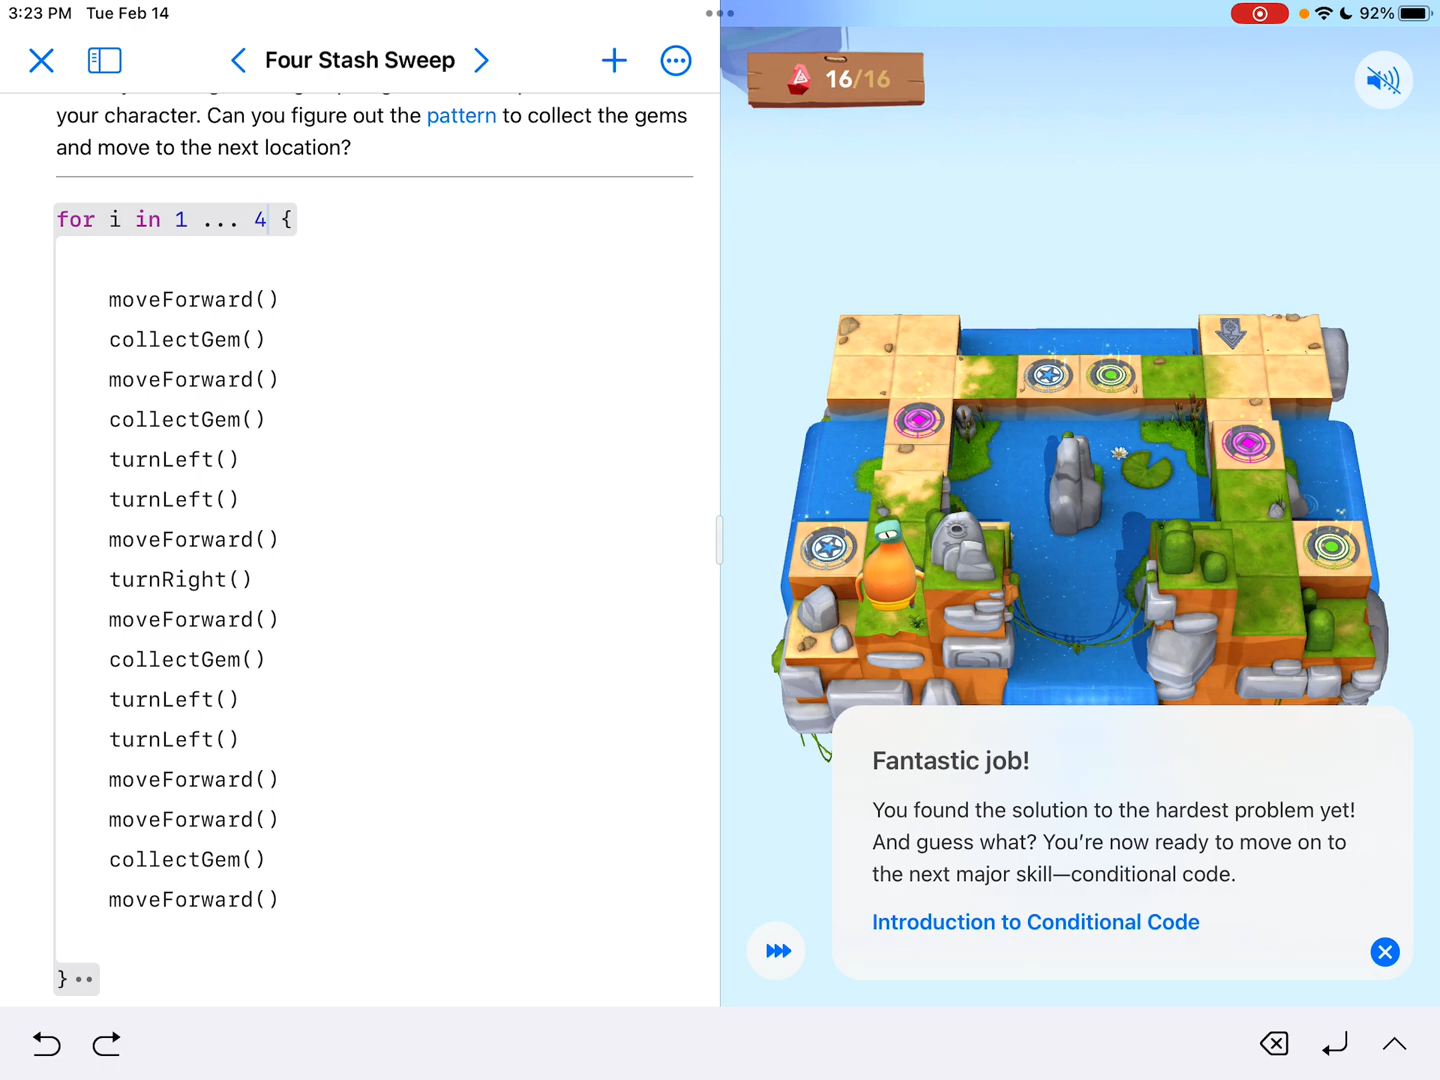 3:23 PM Tue Feb 14
92%
Four Stash Sweep
your character. Can you figure out the pattern to collect the gems
and move to the next location?
for i in 1 ... 4 {
moveForward()
collectGem()
moveForward()
collectGem()
turnLeft()
turnLeft()
moveForward()
turnRight()
moveForward()
collectGem()
turnLeft()
turnLeft()
moveForward()
moveForward()
collectGem()
moveForward()
}
16/16
Fantastic job!
You found the solution to the hardest problem yet!
And guess what? You’re now ready to move on to
the next major skill—conditional code.
Introduction to Conditional Code